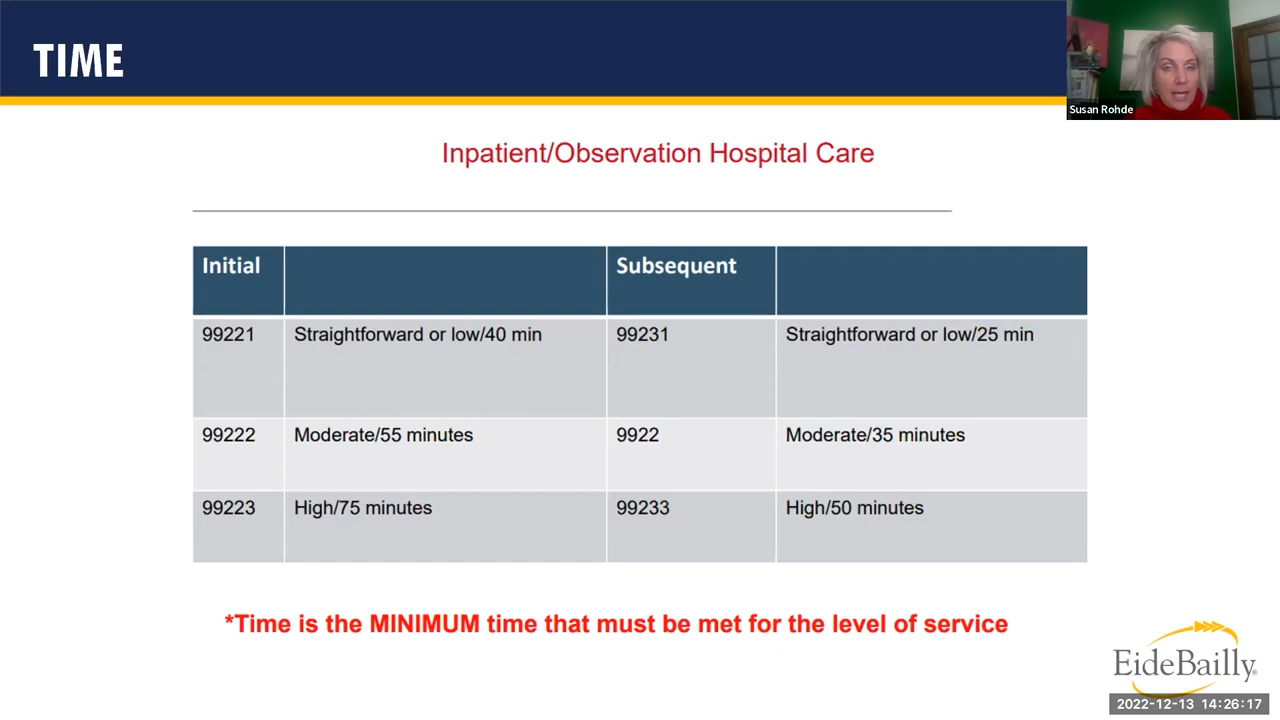 TIME
Susan Rohde
Inpatient/Observation Hospital Care
Initial Subsequent
99221 Straightforward or low/40 min 99231 Straightforward or low/25 min
99222 Moderate/55 minutes 9922 Moderate/35 minutes
99223 High/75 minutes 99233 High/50 minutes
*Time is the MINIMUM time that must be met for the level of service
EideBailly®
2022-12-13 14:26:17